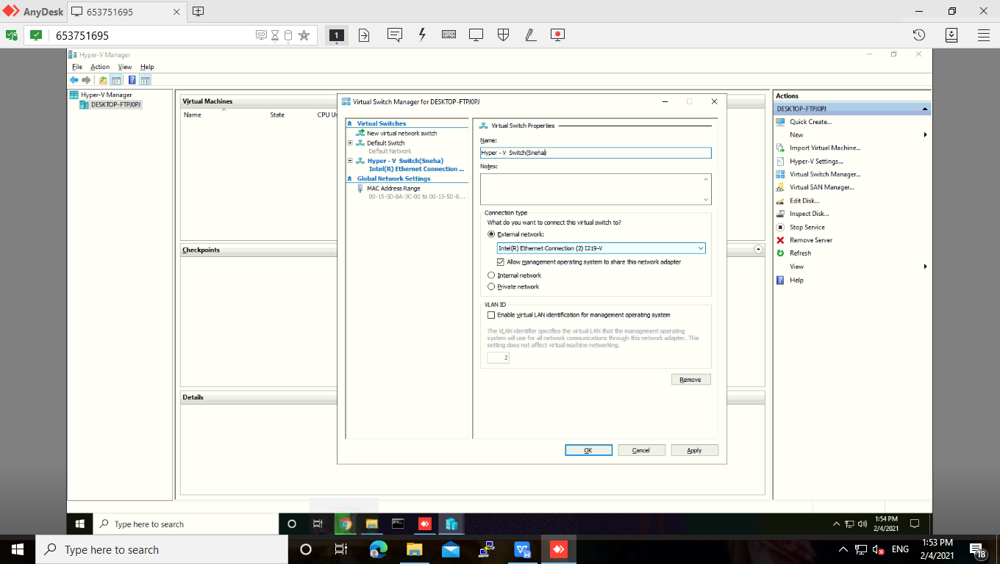 AnyDesk
653751695
653751695
1
Hyper-V Manager
File Action View Help
Hyper-V Manager
DESKTOP-FTPJ0PJ
Virtual Machines
Name State CPU Us
Checkpoints
Details
Virtual Switch Manager for DESKTOP-FTPJ0PJ
Virtual Switches
New virtual network switch
Default Switch
Default Network
Hyper - V Switch(Sneha)
Intel(R) Ethernet Connection ...
Global Network Settings
MAC Address Range
00-15-5D-8A-3C-00 to 00-15-5D-8...
Virtual Switch Properties
Name:
Hyper - V Switch(Sneha)
Notes:
Connection type
What do you want to connect this virtual switch to?
External network:
Intel(R) Ethernet Connection (2) I219-V
Allow management operating system to share this network adapter
Internal network
Private network
VLAN ID
Enable virtual LAN identification for management operating system
The VLAN identifier specifies the virtual LAN that the management operating
system will use for all network communications through this network adapter. This
setting does not affect virtual machine networking.
2
Remove
OK Cancel Apply
Actions
DESKTOP-FTPJ0PJ
Quick Create...
New
Import Virtual Machine...
Hyper-V Settings...
Virtual Switch Manager...
Virtual SAN Manager...
Edit Disk...
Inspect Disk...
Stop Service
Remove Server
Refresh
View
Help
Type here to search
1:54 PM
2/4/2021
Type here to search
ENG
1:53 PM
2/4/2021
18